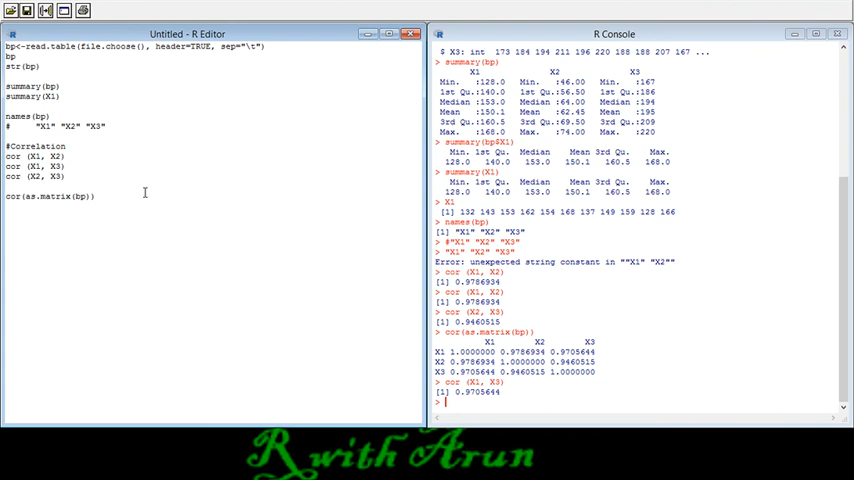 Untitled - R Editor
bp<-read.table(file.choose(), header=TRUE, sep="\t")
bp
str(bp)
summary(bp)
summary(X1)
names(bp)
#     "X1" "X2" "X3"
#Correlation
cor (X1, X2)
cor (X1, X3)
cor (X2, X3)
cor(as.matrix(bp))
R Console
$ X3: int  173 184 194 211 196 220 188 188 207 167 ...
> summary(bp)
X1 X2 X3
Min.   :128.0   Min.   :46.00   Min.   :167
1st Qu.:140.0   1st Qu.:56.50   1st Qu.:186
Median :153.0   Median :64.00   Median :194
Mean   :150.1   Mean   :62.45   Mean   :195
3rd Qu.:160.5   3rd Qu.:69.50   3rd Qu.:209
Max.   :168.0   Max.   :74.00   Max.   :220
> summary(bp$X1)
Min. 1st Qu.  Median    Mean 3rd Qu.    Max.
128.0   140.0   153.0   150.1   160.5   168.0
> summary(X1)
Min. 1st Qu.  Median    Mean 3rd Qu.    Max.
128.0   140.0   153.0   150.1   160.5   168.0
> X1
[1] 132 143 153 162 154 168 137 149 159 128 166
> names(bp)
[1] "X1" "X2" "X3"
> #"X1" "X2" "X3"
> "X1" "X2" "X3"
Error: unexpected string constant in ""X1" "X2""
> cor (X1, X2)
[1] 0.9786934
> cor (X1, X2)
[1] 0.9786934
> cor (X2, X3)
[1] 0.9460515
> cor(as.matrix(bp))
X1 X2 X3
X1 1.0000000 0.9786934 0.9705644
X2 0.9786934 1.0000000 0.9460515
X3 0.9705644 0.9460515 1.0000000
> cor (X1, X3)
[1] 0.9705644
>
R with Arun